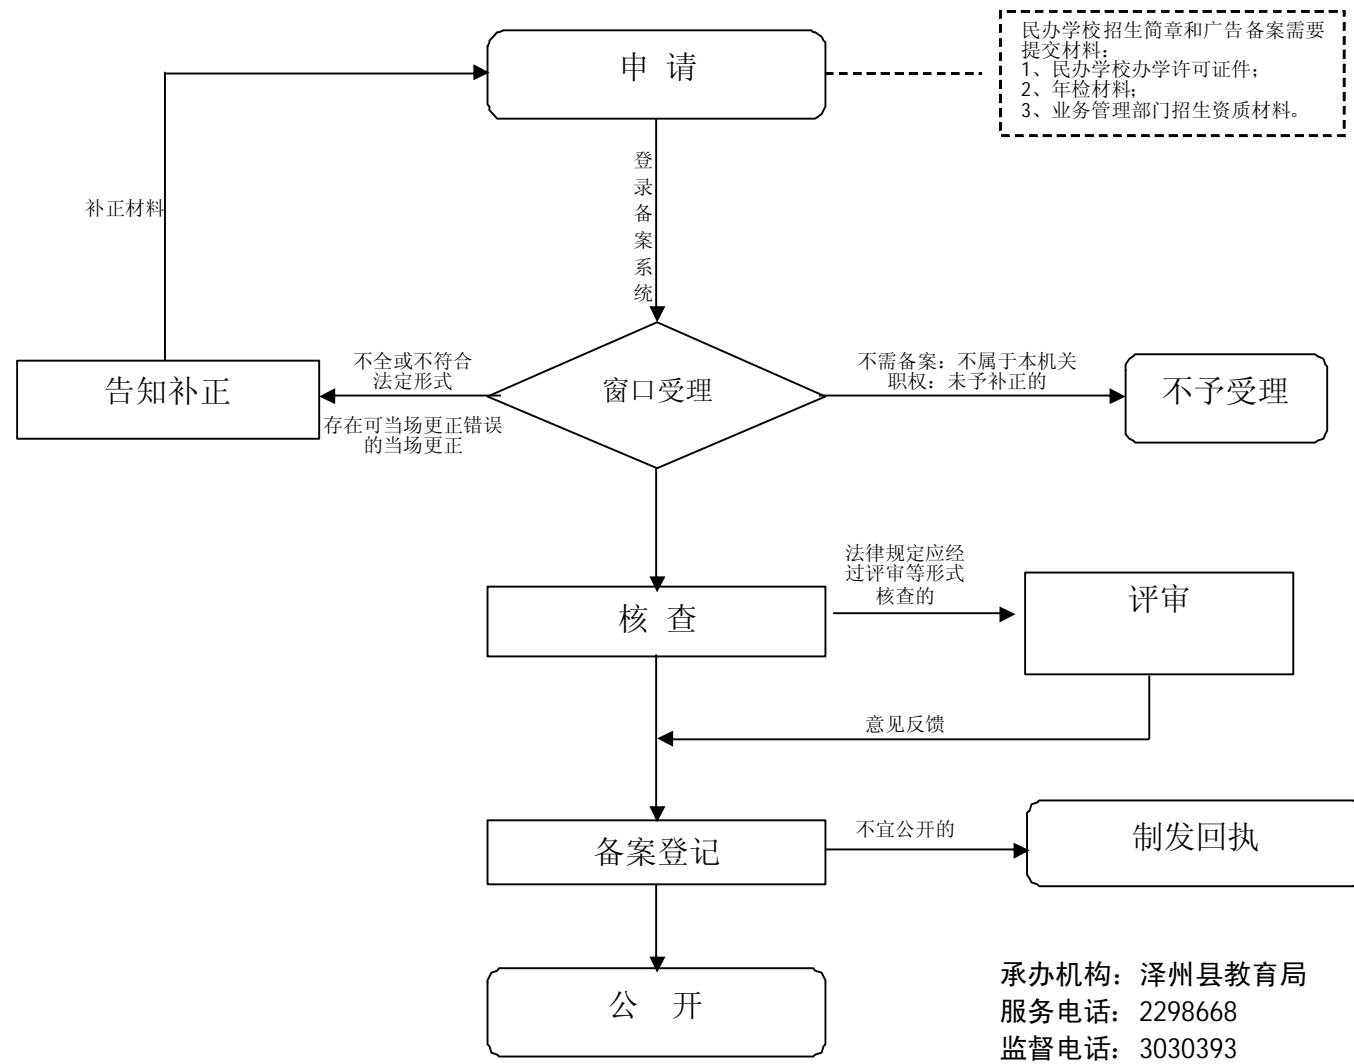 民办学校招生简章和广告备案需要
提交材料：
1、民办学校办学许可证件；
2、年检材料；
3、业务管理部门招生资质材料。
申 请
登
录
备
案
系
统
补正材料
不全或不符合
法定形式
存在可当场更正错误
的当场更正
告知补正
窗口受理
不需备案：不属于本机关
职权：未予补正的
不予受理
法律规定应经
过评审等形式
核查的
核 查
评审
意见反馈
备案登记
不宜公开的
制发回执
公 开
承办机构：泽州县教育局
服务电话：2298668
监督电话：3030393